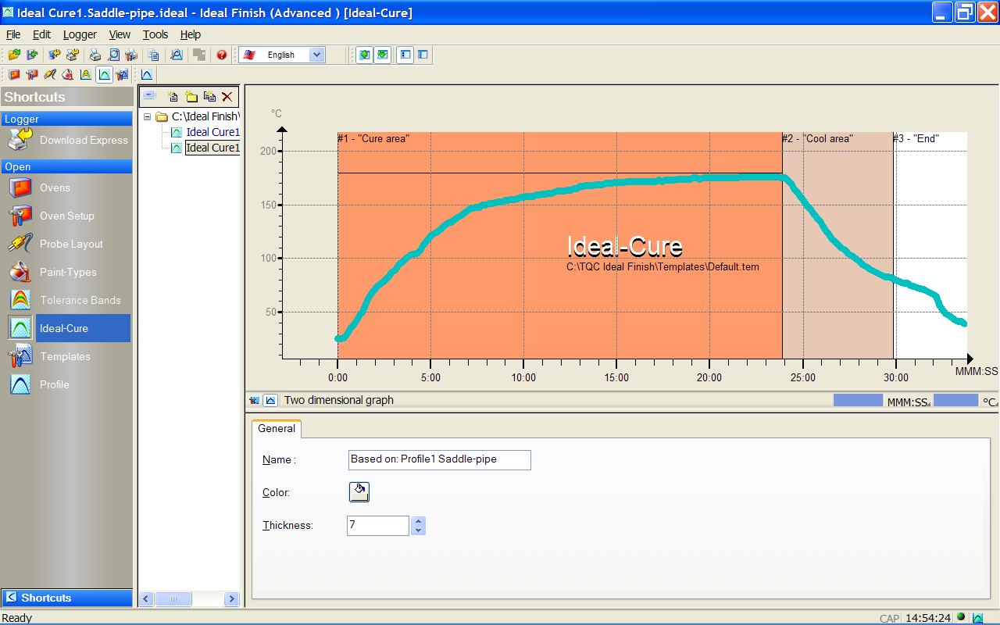 Ideal Cure1.Saddle-pipe.ideal - Ideal Finish (Advanced ) [Ideal-Cure]
File Edit Logger View Tools Help
English
Shortcuts
Logger
Download Express
Open
Ovens
Oven Setup
Probe Layout
Paint-Types
Tolerance Bands
Ideal-Cure
Templates
Profile
Shortcuts
C:\Ideal Finish\
Ideal Cure1
Ideal Cure1
°C
#1 - "Cure area" #2 - "Cool area" #3 - "End"
200
150
100
50
Ideal-Cure
C:\TQC Ideal Finish\Templates\Default.tem
0:00 5:00 10:00 15:00 20:00 25:00 30:00
MMM:SS
Two dimensional graph MMM:SS °C
General
Name : Based on: Profile1 Saddle-pipe
Color:
Thickness: 7
Ready CAP 14:54:24